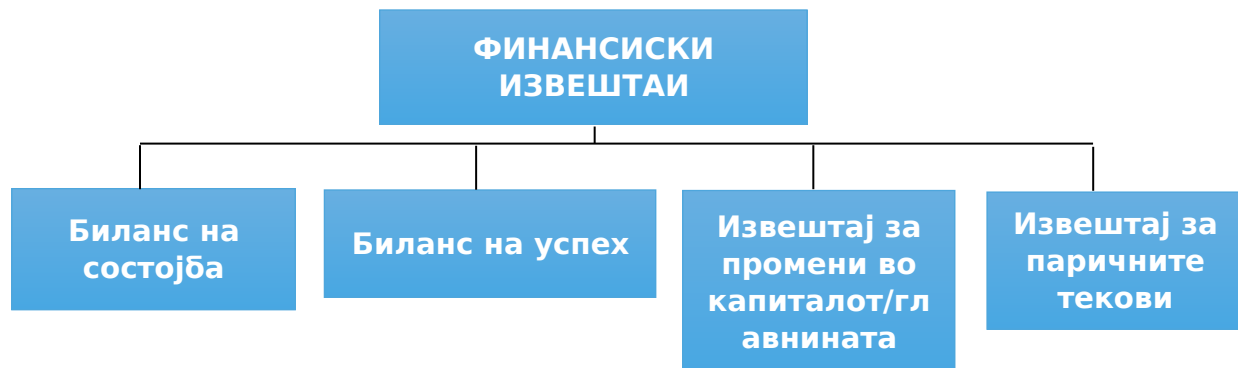 ФИНАНСИСКИ
ИЗВЕШТАИ
Биланс на
состојба
Биланс на успех
Извештај за
промени во
капиталот/гл
авнината
Извештај за
паричните
текови